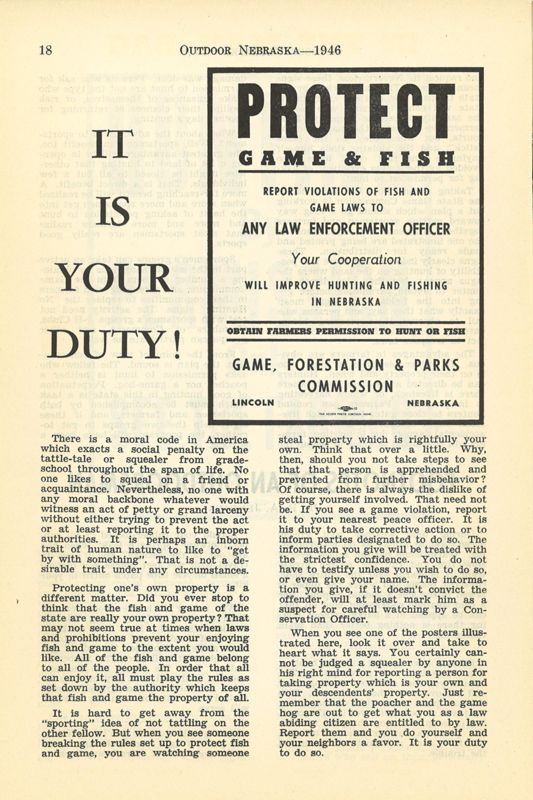 18
OUTDOOR NEBRASKA—1946
IT
IS
YOUR
DUTY!
PROTECT
GAME & FISH
REPORT VIOLATIONS OF FISH AND
GAME LAWS TO
ANY LAW ENFORCEMENT OFFICER
Your Cooperation
WILL IMPROVE HUNTING AND FISHING
IN NEBRASKA
OBTAIN FARMERS PERMISSION TO HUNT OR FISH
GAME, FORESTATION & PARKS
COMMISSION
LINCOLN
NEBRASKA
There is a moral code in America
which exacts a social penalty on the
tattle-tale or squealer from grade-
school throughout the span of life. No
one likes to squeal on a friend or
acquaintance. Nevertheless, no one with
any moral backbone whatever would
witness an act of petty or grand larceny
without either trying to prevent the act
or at least reporting it to the proper
authorities. It is perhaps an inborn
trait of human nature to like to "get
by with something". That is not a de-
sirable trait under any circumstances.
Protecting one's own property is a
different matter. Did you ever stop to
think that the fish and game of the
state are really your own property? That
may not seem true at times when laws
and prohibitions prevent your enjoying
fish and game to the extent you would
like. All of the fish and game belong
to all of the people. In order that all
can enjoy it, all must play the rules as
set down by the authority which keeps
that fish and game the property of all.
It is hard to get away from the
"sporting" idea of not tattling on the
other fellow. But when you see someone
breaking the rules set up to protect fish
and game, you are watching someone
steal property which is rightfully your
own. Think that over a little. Why,
then, should you not take steps to see
that that person is apprehended and
prevented from further misbehavior?
Of course, there is always the dislike of
getting yourself involved. That need not
be. If you see a game violation, report
it to your nearest peace officer. It is
his duty to take corrective action or to
inform parties designated to do so. The
information you give will be treated with
the strictest confidence. You do not
have to testify unless you wish to do so,
or even give your name. The informa-
tion you give, if it doesn't convict the
offender, will at least mark him as a
suspect for careful watching by a Con-
servation Officer.
When you see one of the posters illus-
trated here, look it over and take to
heart what it says. You certainly can-
not be judged a squealer by anyone in
his right mind for reporting a person for
taking property which is your own and
your descendents' property. Just re-
member that the poacher and the game
hog are out to get what you as a law
abiding citizen are entitled to by law.
Report them and you do yourself and
your neighbors a favor. It is your duty
to do so.